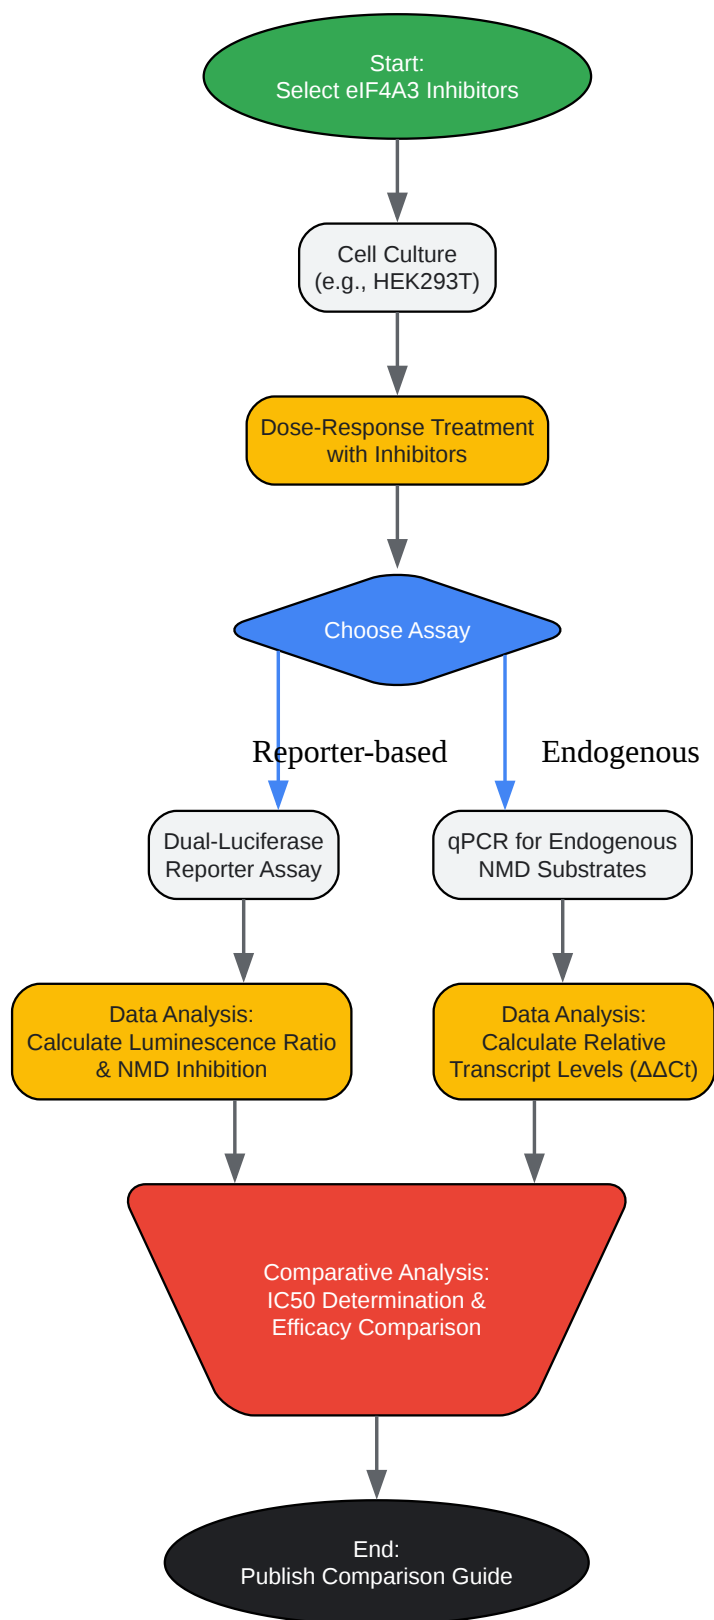 Start:
Select eIF4A3 Inhibitors
Cell Culture
(e.g., HEK293T)
Dose-Response Treatment
with Inhibitors
Choose Assay
Reporter-based
Endogenous
Dual-Luciferase
Reporter Assay
qPCR for Endogenous
NMD Substrates
Data Analysis:
Calculate Luminescence Ratio
& NMD Inhibition
Data Analysis:
Calculate Relative
Transcript Levels (ΔΔCt)
Comparative Analysis:
IC50 Determination &
Efficacy Comparison
End:
Publish Comparison Guide